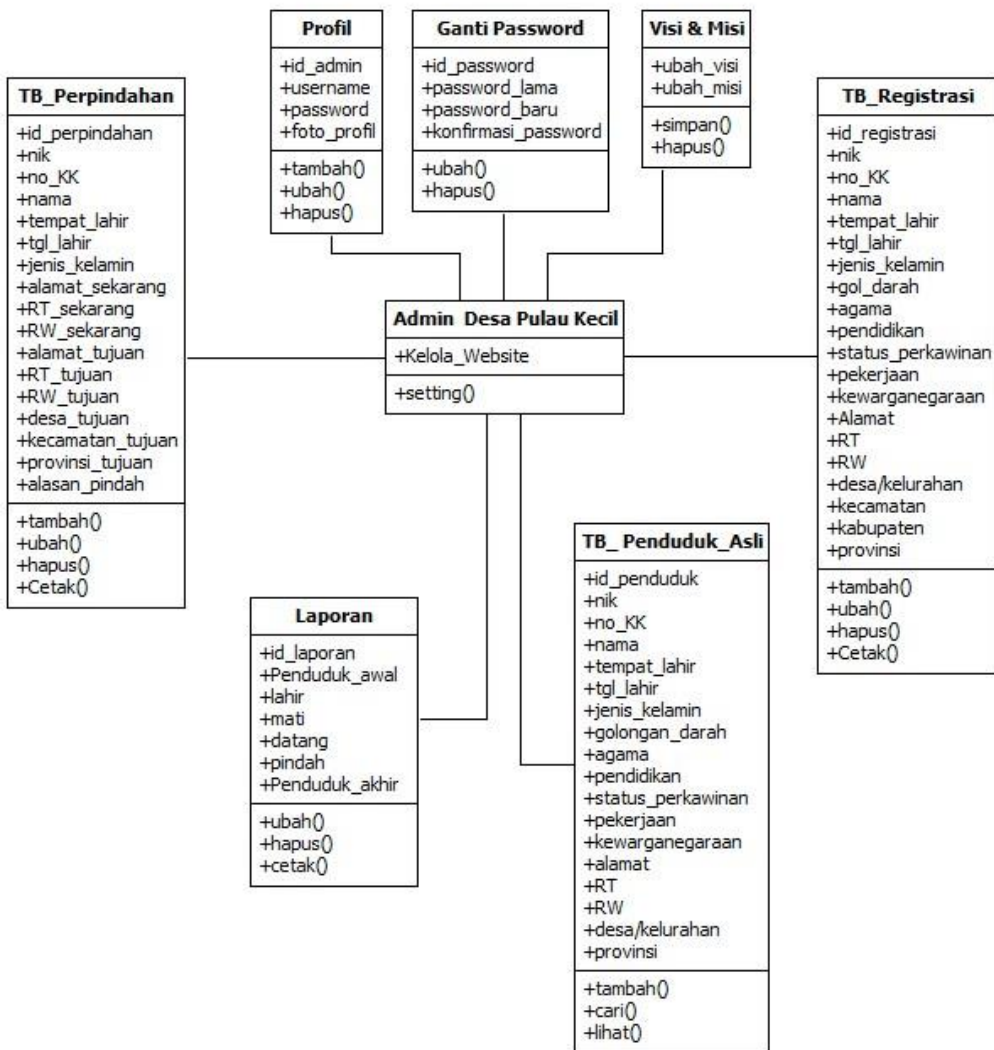 Profil
+id_admin
+username
+password
+foto_profil
+tambah()
+ubah()
+hapus()
Ganti Password
+id_password
+password_lama
+password_baru
+konfirmasi_password
+ubah()
+hapus()
Visi & Misi
+ubah_visi
+ubah_misi
+simpan()
+hapus()
TB_Perpindahan
+id_perpindahan
+nik
+no_KK
+nama
+tempat_lahir
+tgl_lahir
+jenis_kelamin
+alamat_sekarang
+RT_sekarang
+RW_sekarang
+alamat_tujuan
+RT_tujuan
+RW_tujuan
+desa_tujuan
+kecamatan_tujuan
+provinsi_tujuan
+alasan_pindah
+tambah()
+ubah()
+hapus()
+Cetak()
Admin Desa Pulau Kecil
+Kelola_Website
+setting()
TB_Registrasi
+id_registrasi
+nik
+no_KK
+nama
+tempat_lahir
+tgl_lahir
+jenis_kelamin
+gol_darah
+agama
+pendidikan
+status_perkawinan
+pekerjaan
+kewarganegaraan
+Alamat
+RT
+RW
+desa/kelurahan
+kecamatan
+kabupaten
+provinsi
+tambah()
+ubah()
+hapus()
+Cetak()
Laporan
+id_laporan
+Penduduk_awal
+lahir
+mati
+datang
+pindah
+Penduduk_akhir
+ubah()
+hapus()
+cetak()
TB_ Penduduk_Asli
+id_penduduk
+nik
+no_KK
+nama
+tempat_lahir
+tgl_lahir
+jenis_kelamin
+golongan_darah
+agama
+pendidikan
+status_perkawinan
+pekerjaan
+kewarganegaraan
+alamat
+RT
+RW
+desa/kelurahan
+provinsi
+tambah()
+cari()
+lihat()